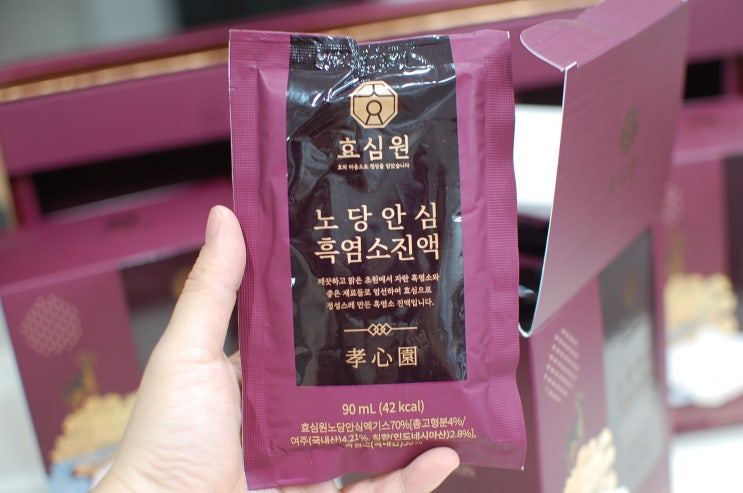 효심원
효의 마음으로 정성을 담았습니다
노당안심
흑염소진액
깨끗하고 맑은 초원에서 자란 흑염소와
좋은 재료들로 엄선하여 효심으로
정성스레 만든 흑염소 진액입니다.
孝心園
90 mL (42 kcal)
효심원노당안심엑기스70%[총고형분4%/
여주(국내산)4.21%, 침향(인도네시아산)2.8%],